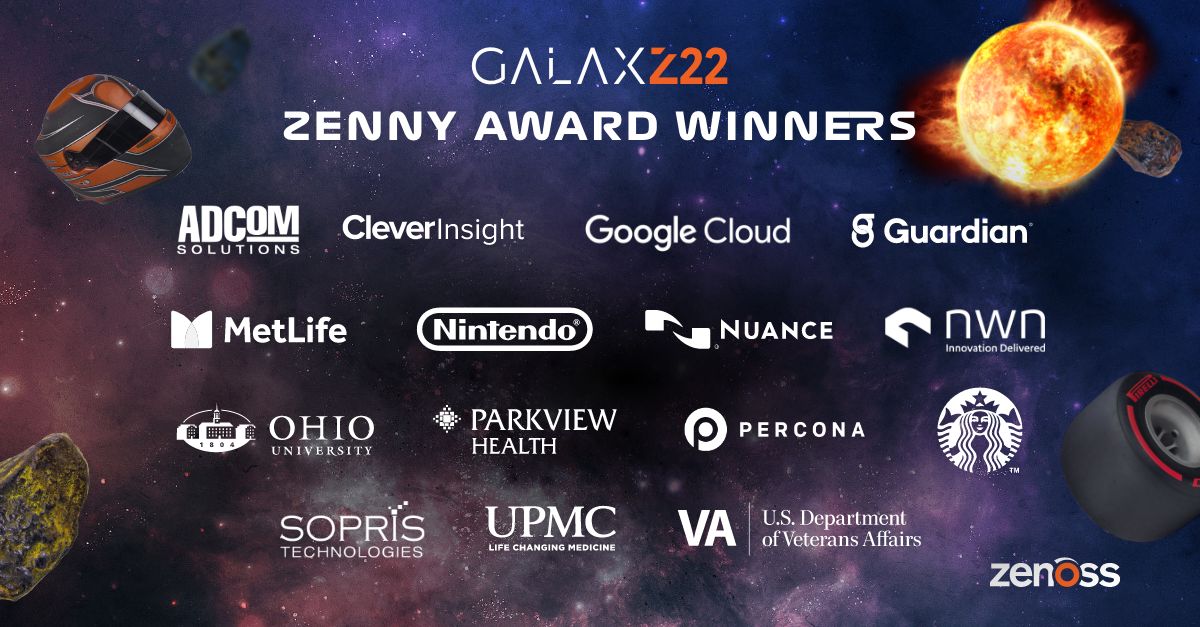 GALAXZ22
ZENNY AWARD WINNERS
ADCOM
SOLUTIONS
CleverInsight
Google Cloud
Guardian®
MetLife
Nintendo®
NUANCE
nwn
Innovation Delivered
1804
OHIO
UNIVERSITY
PARKVIEW
HEALTH
PERCONA
TM
PIRELLI
SOPRIS
TECHNOLOGIES
UPMC
LIFE CHANGING MEDICINE
VA
U.S. Department
of Veterans Affairs
zenoss